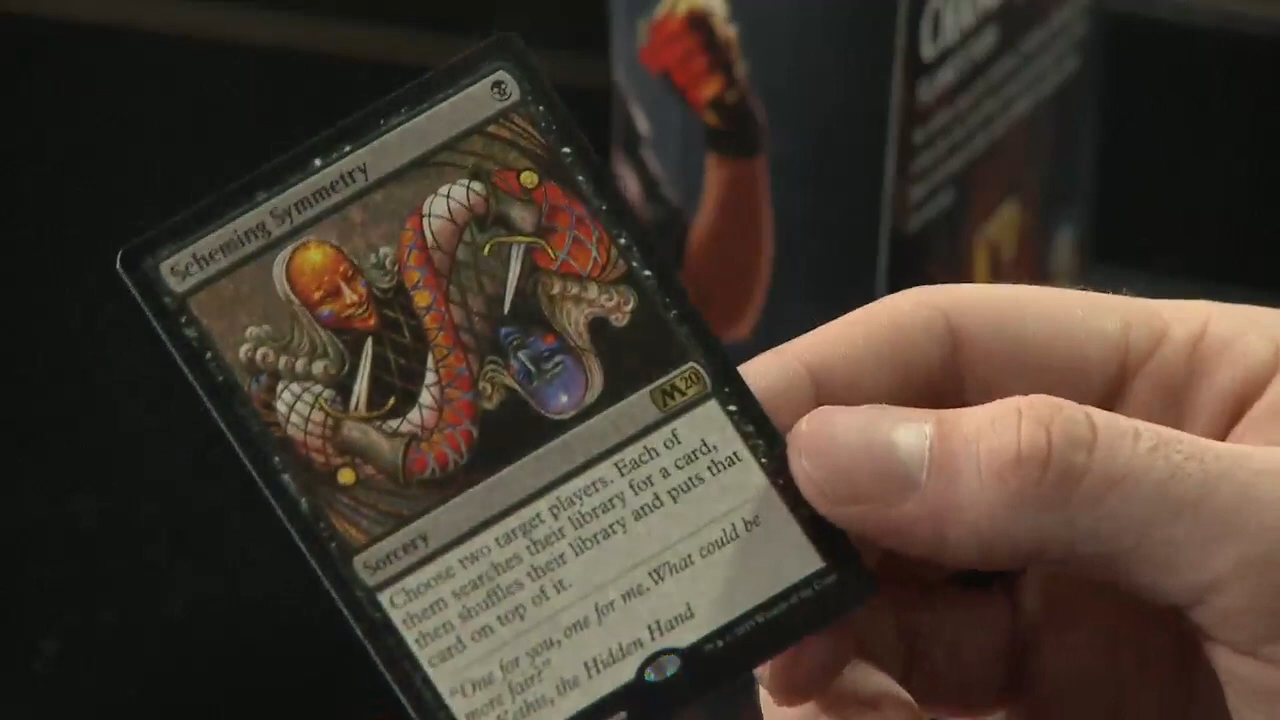 Scheming Symmetry
M20
Sorcery
Choose two target players. Each of
them searches their library for a card,
then shuffles their library and puts that
card on top of it.
"One for you, one for me. What could be
more fair?"
Kethis, the Hidden Hand